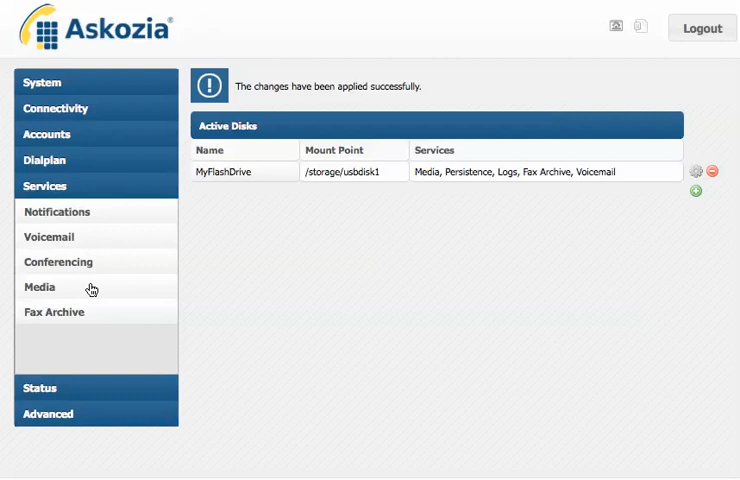 Askozia®
Logout
System
Connectivity
Accounts
Dialplan
Services
Notifications
Voicemail
Conferencing
Media
Fax Archive
Status
Advanced
The changes have been applied successfully.
Active Disks
Name Mount Point Services
MyFlashDrive /storage/usbdisk1 Media, Persistence, Logs, Fax Archive, Voicemail